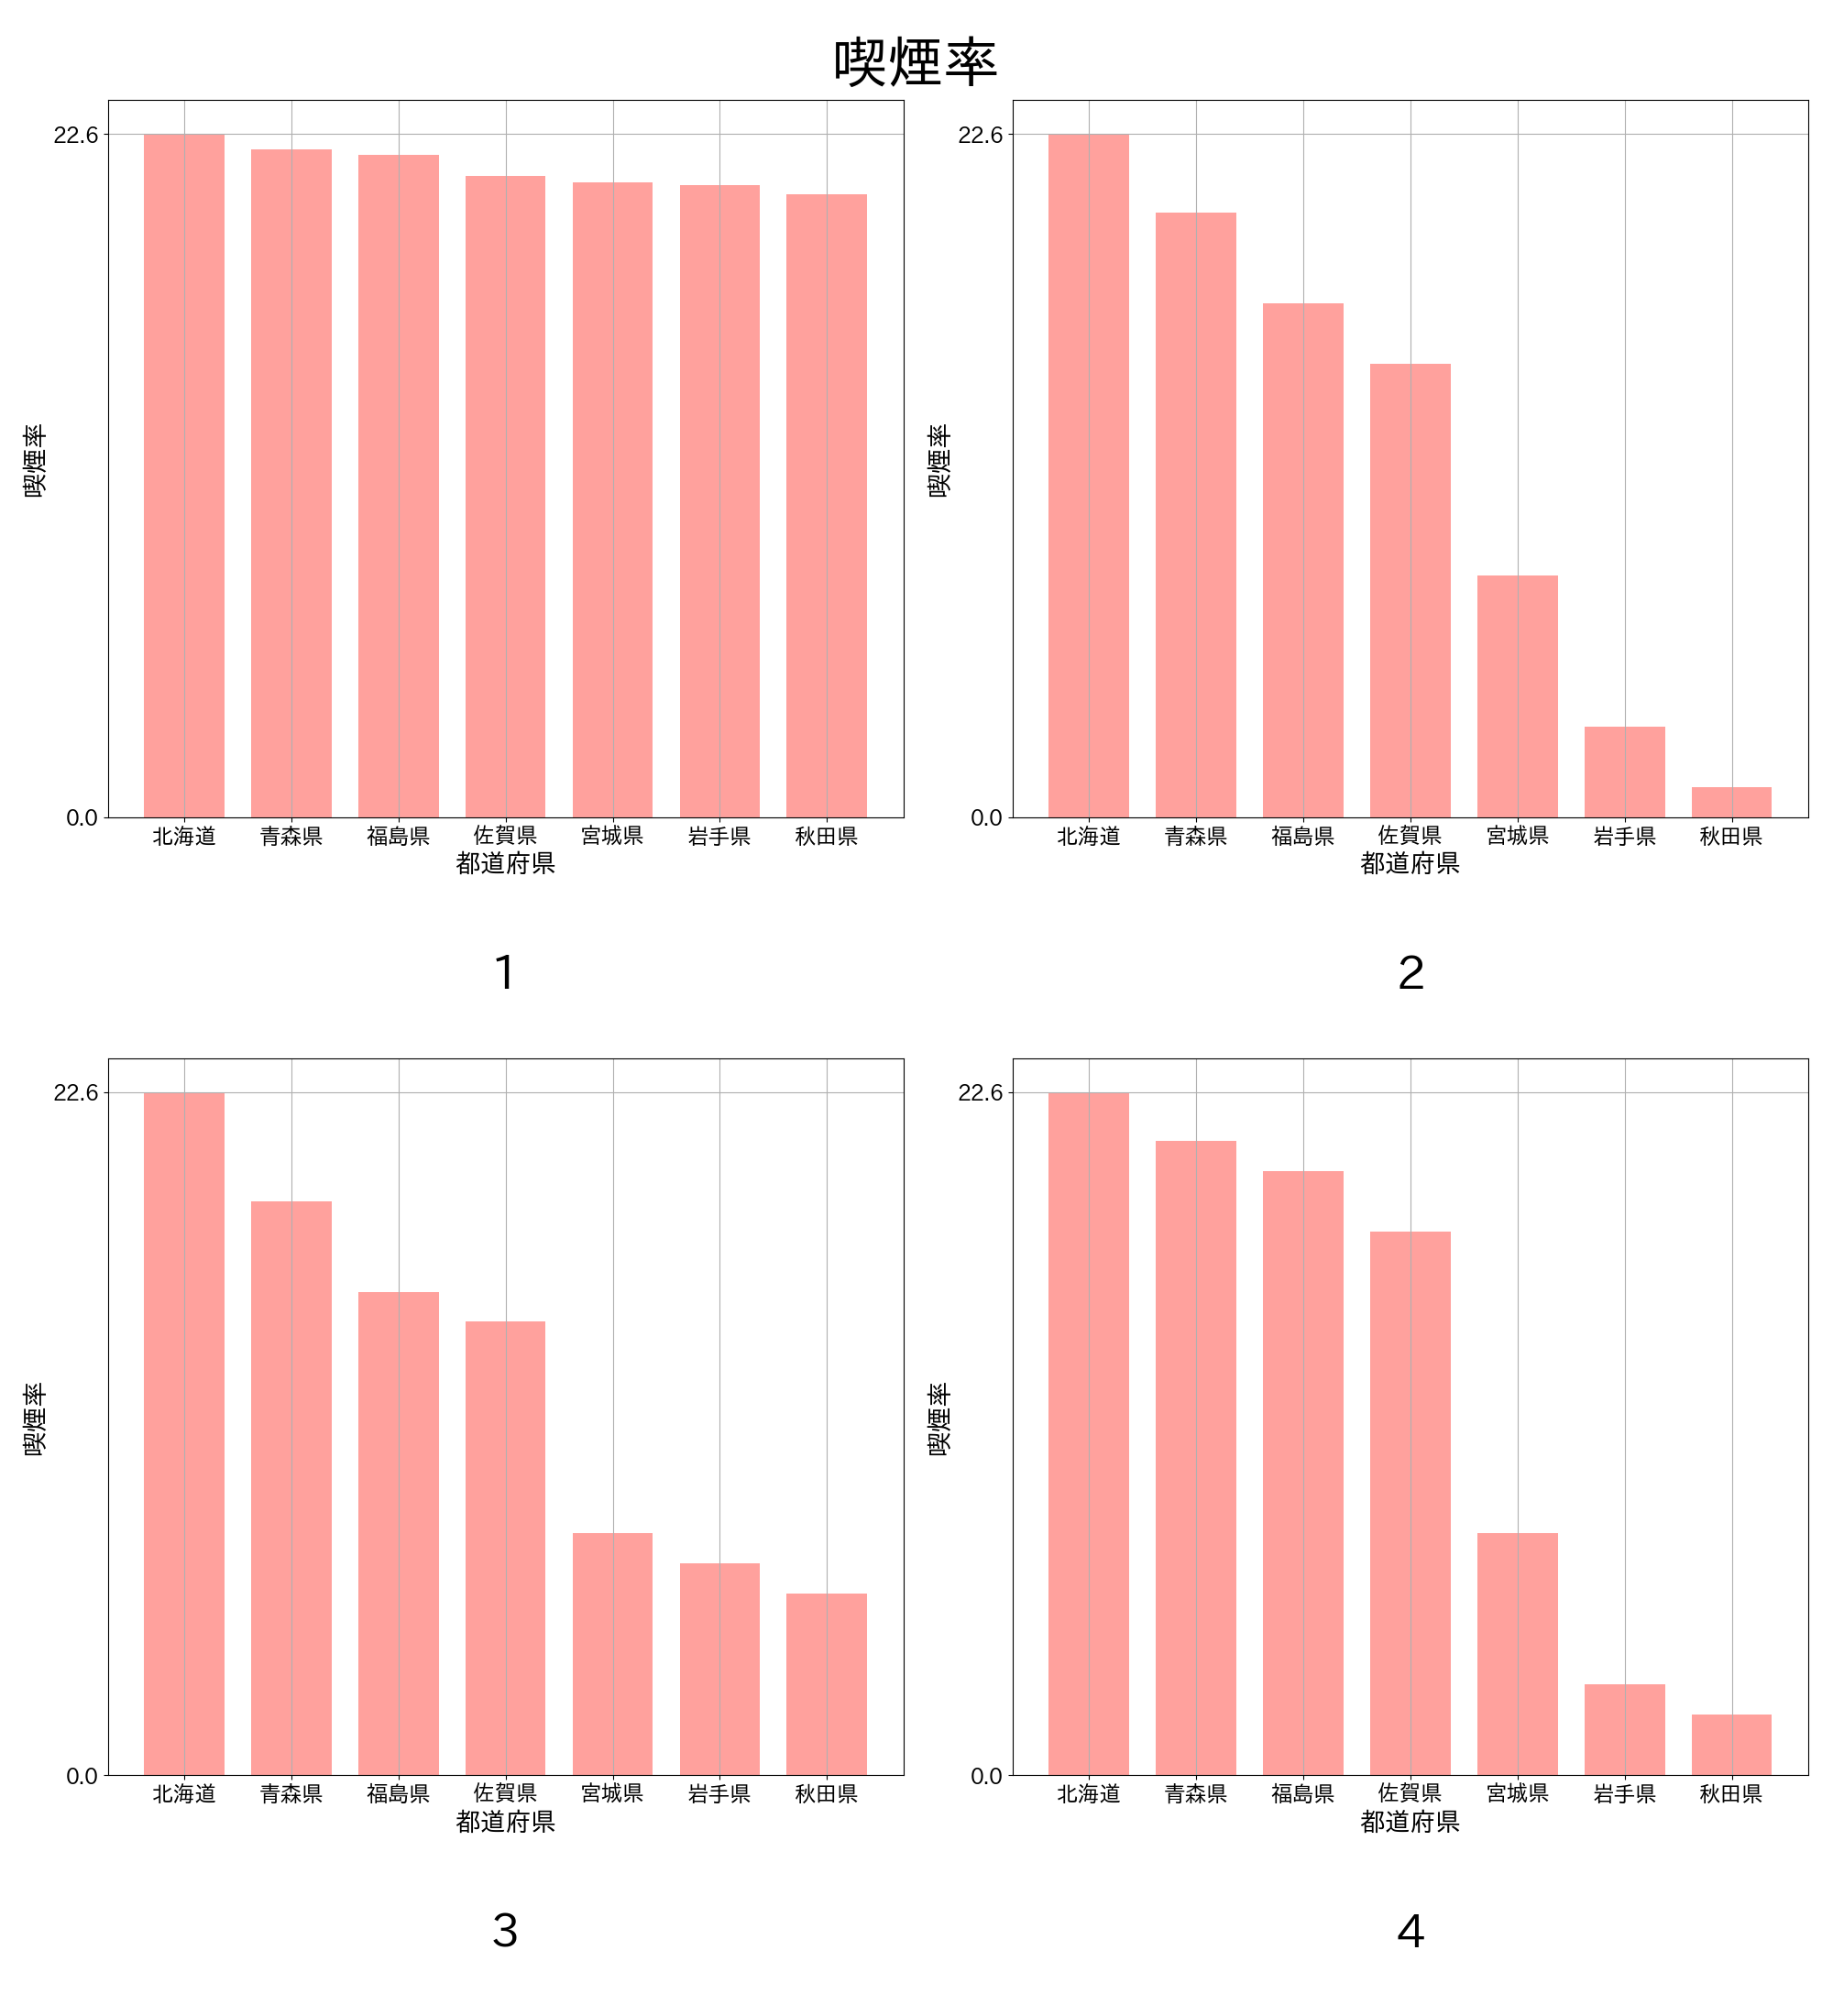 喫煙率
22.6
喫煙率
0.0
北海道 青森県 福島県 佐賀県 宮城県 岩手県 秋田県
都道府県
1
22.6
喫煙率
0.0
北海道 青森県 福島県 佐賀県 宮城県 岩手県 秋田県
都道府県
2
22.6
喫煙率
0.0
北海道 青森県 福島県 佐賀県 宮城県 岩手県 秋田県
都道府県
3
22.6
喫煙率
0.0
北海道 青森県 福島県 佐賀県 宮城県 岩手県 秋田県
都道府県
4